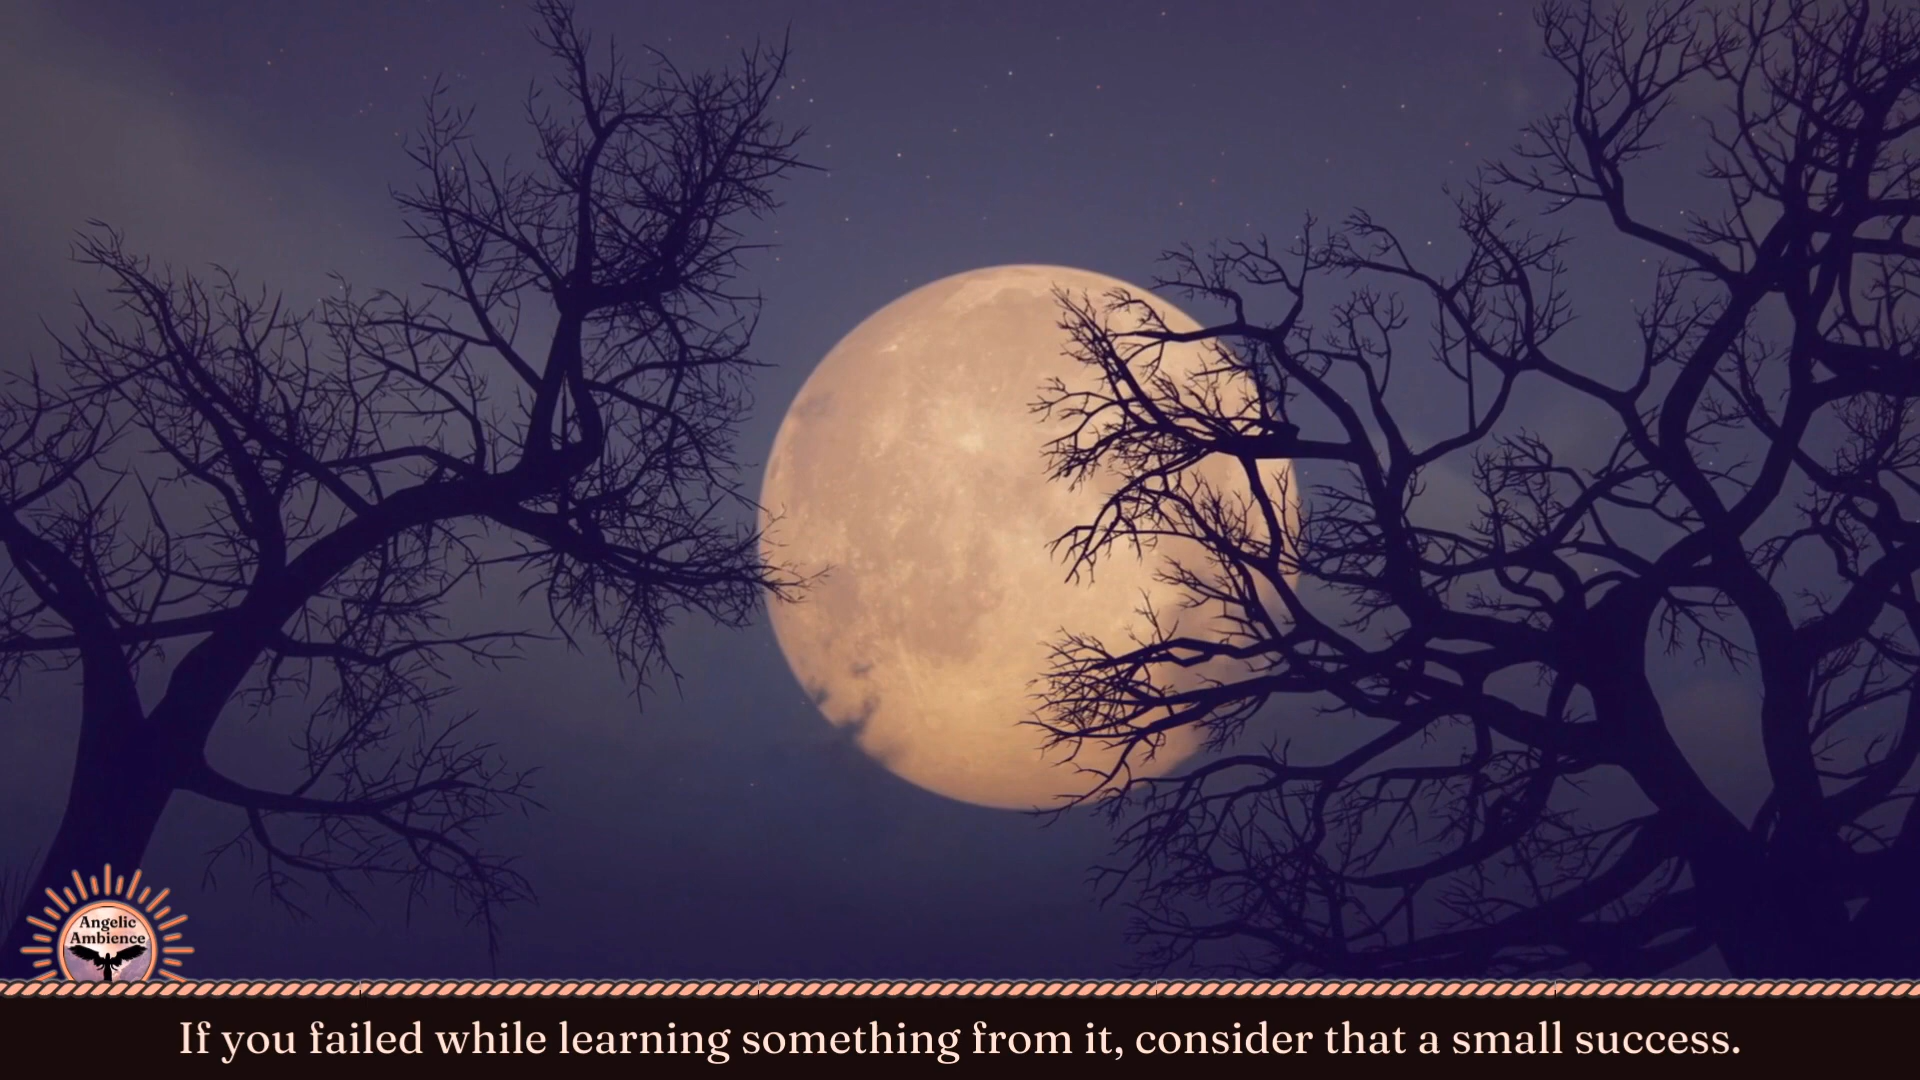 Angelic
Ambience
If you failed while learning something from it, consider that a small success.